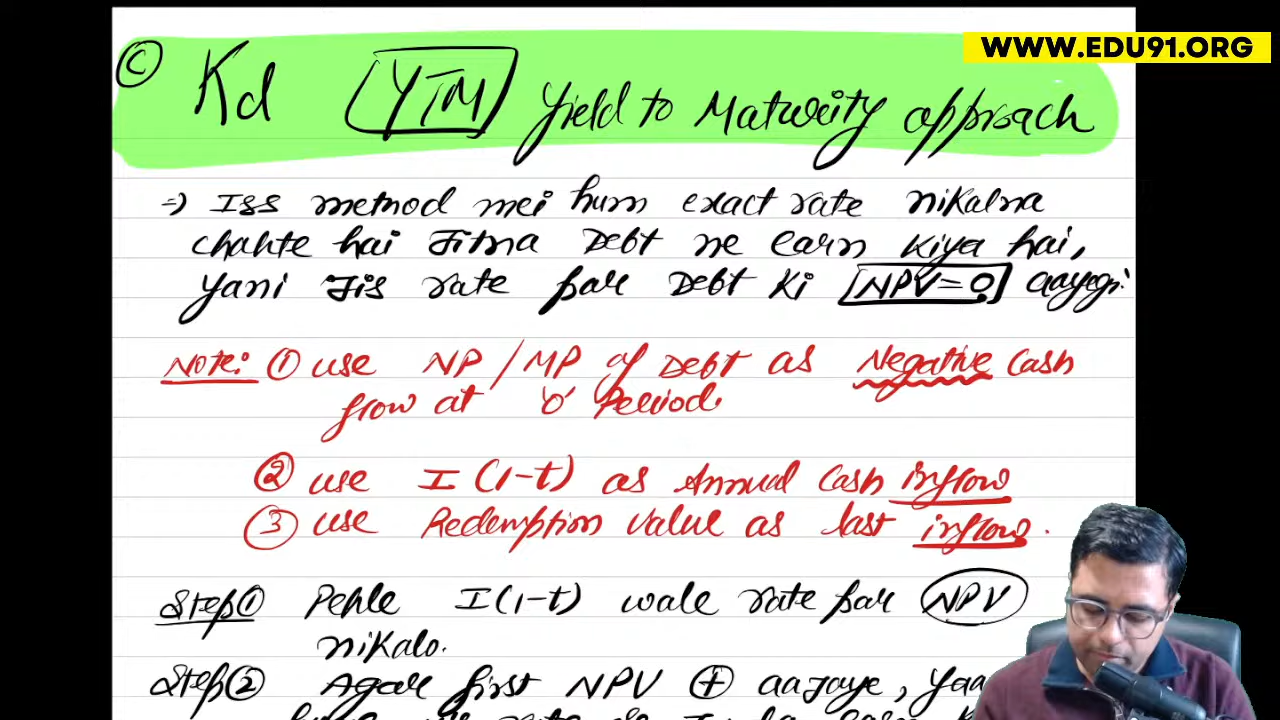 WWW.EDU91.ORG
© Kd [YTM] Yield to Maturity approach
=) Iss method mei hum exact rate nikalna
chahte hai Jitna Debt ne earn kiya hai,
yani Jis rate par Debt ki [NPV=0] aayegi.
Note: ① use NP/MP of Debt as Negative cash
flow at '0' Period.
② use I(1-t) as Annual cash inflow
③ use Redemption value as last inflow.
Step① Pehle I(1-t) wale rate par NPV
nikalo.
Step② Agar first NPV ⊕ aajaye,